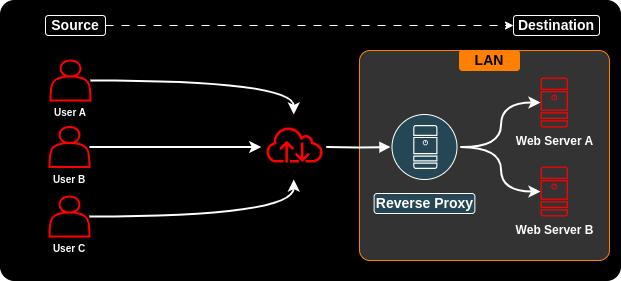 Source
Destination
LAN
User A
Web Server A
User B
Reverse Proxy
Web Server B
User C